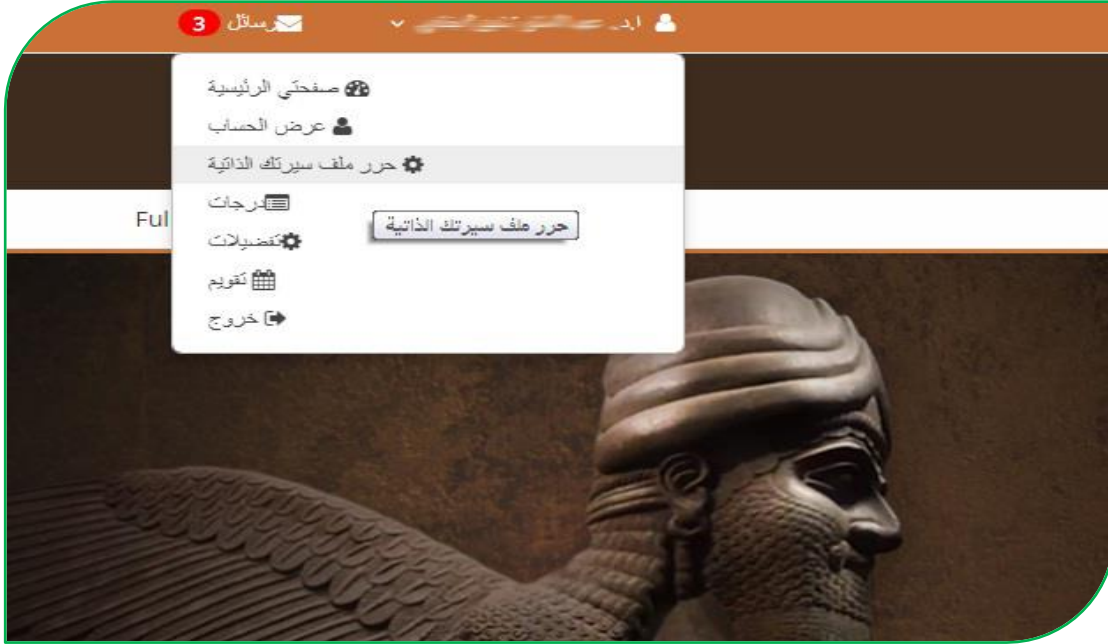 ا.د.
رسائل 3
صفحتي الرئيسية
عرض الحساب
حرر ملف سيرتك الذاتية
درجات
حرر ملف سيرتك الذاتية
تفضيلات
تقويم
خروج
Ful